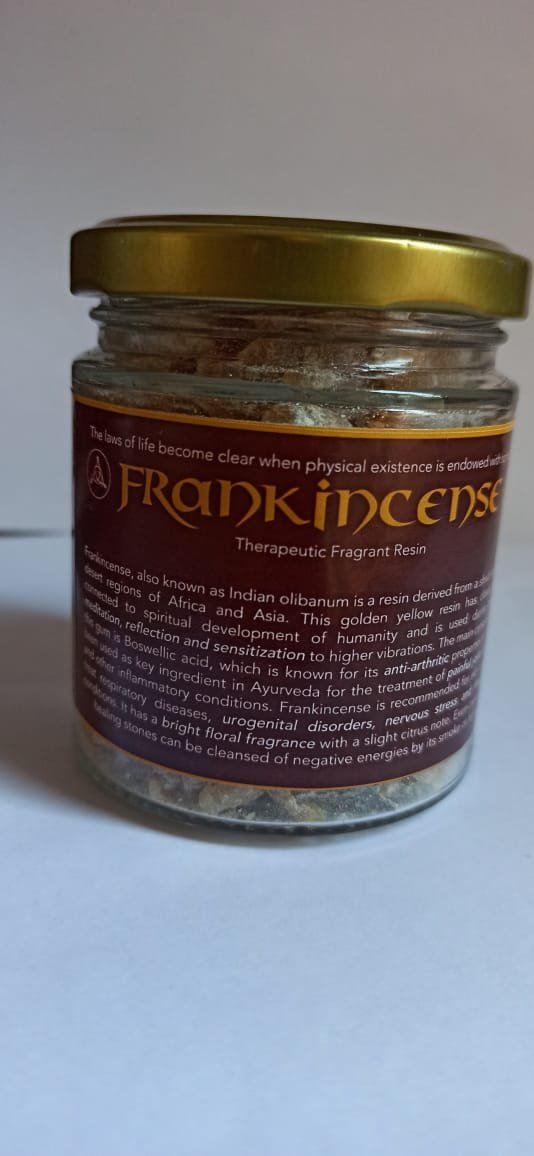 The laws of life become clear when physical existence is endowed with
FRANKINCENSE
Therapeutic Fragrant Resin
Frankincense, also known as Indian olibanum is a resin derived from a
desert regions of Africa and Asia. This golden yellow resin has
connected to spiritual development of humanity and is used
meditation, reflection and sensitization to higher vibrations. The main
the gum is Boswellic acid, which is known for its anti-arthritic
been used as key ingredient in Ayurveda for the treatment of painful
and other inflammatory conditions. Frankincense is recommended for
respiratory diseases, urogenital disorders, nervous stress and
It has a bright floral fragrance with a slight citrus note.
healing stones can be cleansed of negative energies by its smoke